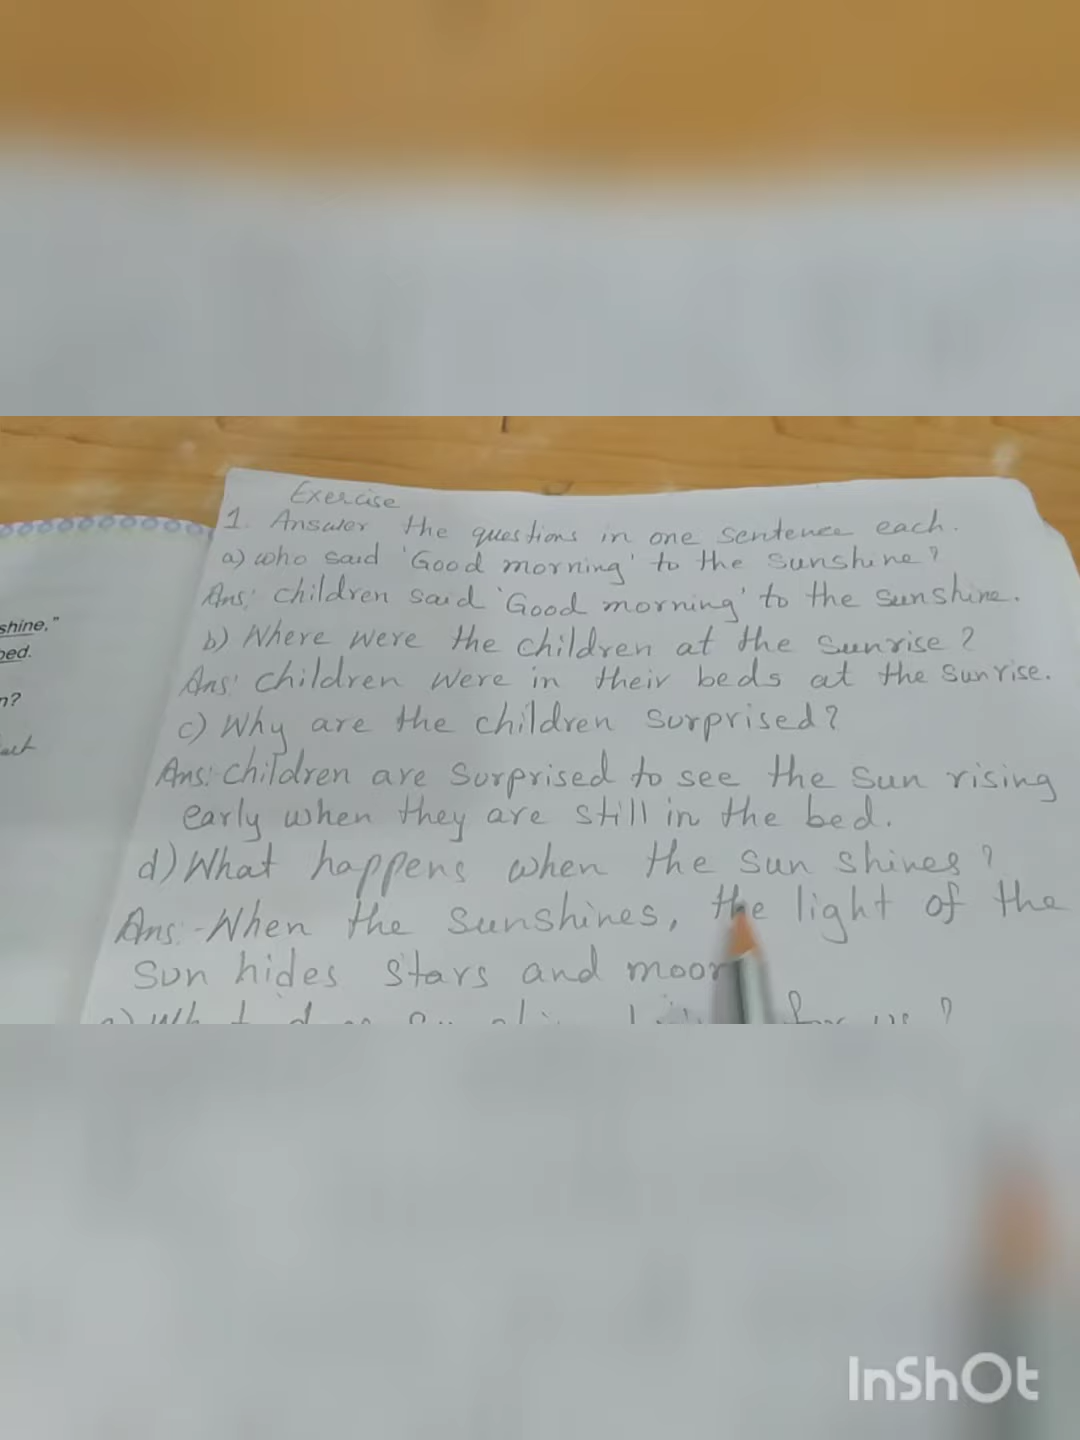 Exercise
1. Answer the questions in one sentence each.
a) who said 'Good morning' to the sunshine?
Ans: children said 'Good morning' to the sunshine.
b) Where were the children at the sunrise?
Ans: children were in their beds at the sunrise.
c) Why are the children surprised?
Ans: children are surprised to see the sun rising
early when they are still in the bed.
d) What happens when the sun shines?
Ans:- When the sunshines, the light of the
sun hides stars and moon
for us?
shine,"
bed.
InShOt